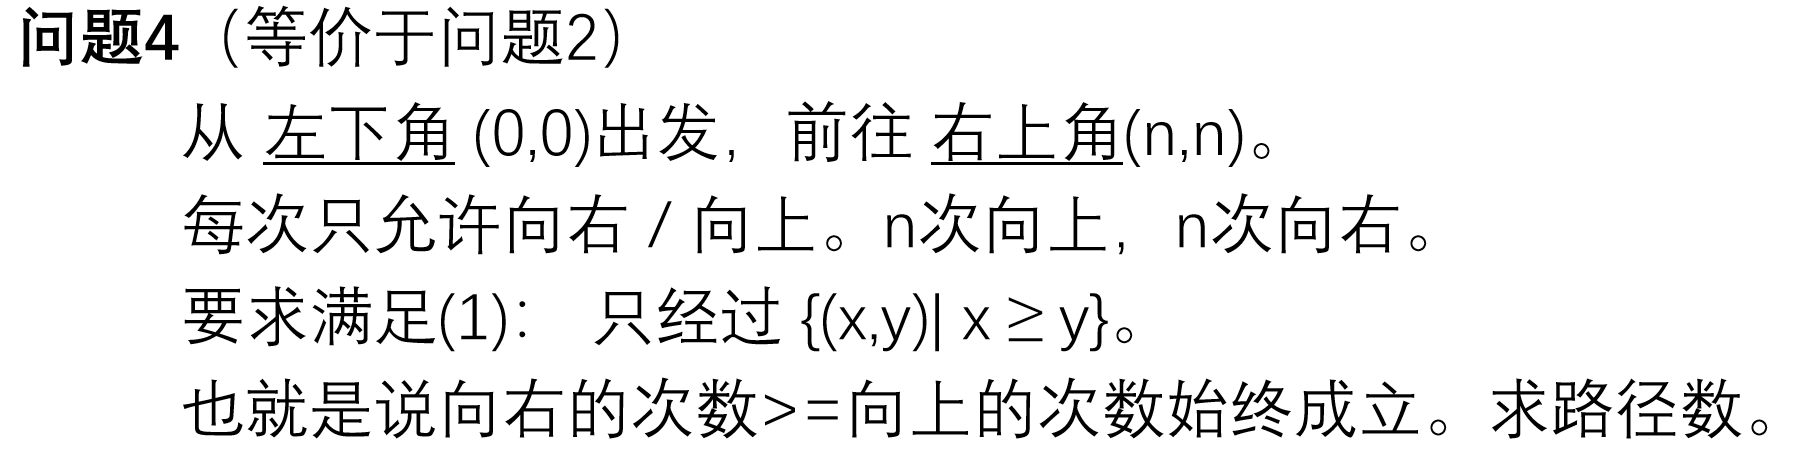 问题4（等价于问题2）
从 左下角 (0,0)出发，前往 右上角(n,n)。
每次只允许向右 / 向上。n次向上，n次向右。
要求满足(1)： 只经过 {(x,y)| x ≥ y}。
也就是说向右的次数>=向上的次数始终成立。求路径数。